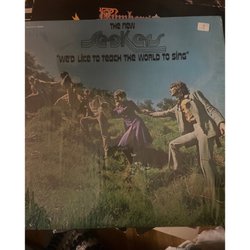 THE NEW
SEEKERS
"WE'D LIKE TO TEACH THE WORLD TO SING"